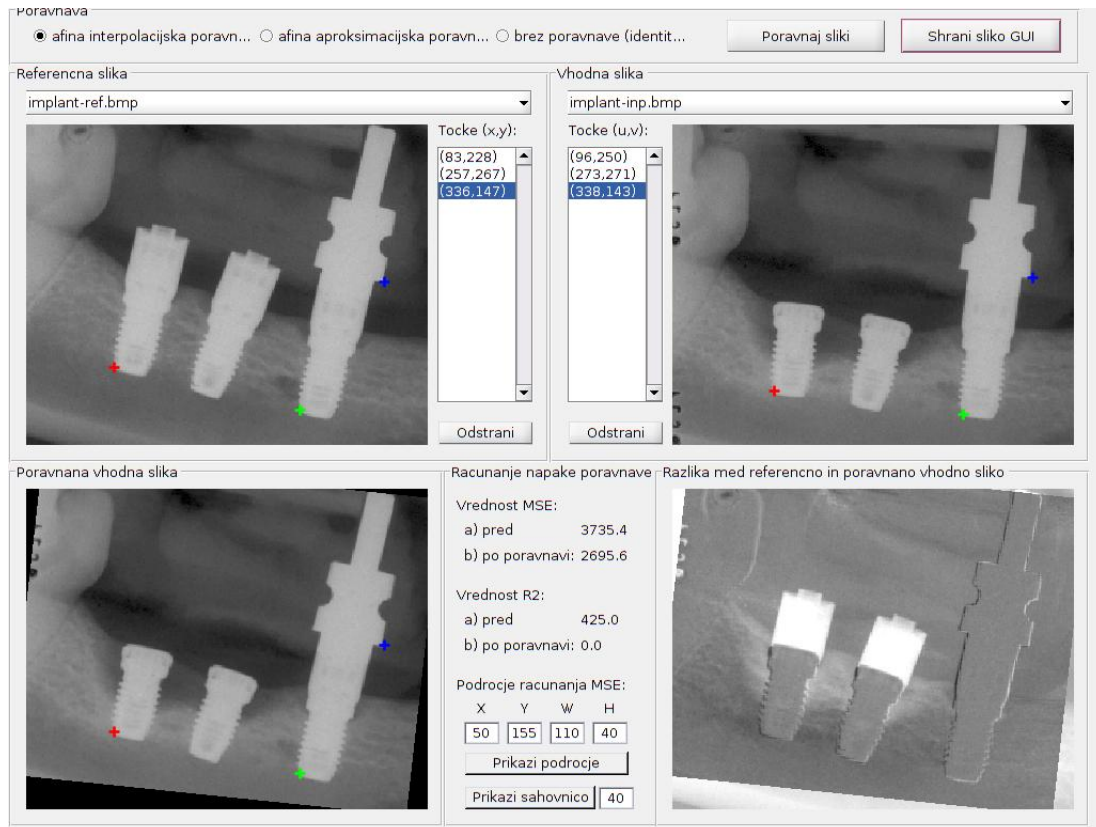 Poravnava
afina interpolacijska poravn... afina aproksimacijska poravn... brez poravnave (identit...
Poravnaj sliki
Shrani sliko GUI
Referencna slika
implant-ref.bmp
Tocke (x,y):
(83,228)
(257,267)
(336,147)
Odstrani
Vhodna slika
implant-inp.bmp
Tocke (u,v):
(96,250)
(273,271)
(338,143)
Odstrani
Poravnana vhodna slika
Racunanje napake poravnave
Vrednost MSE:
a) pred 3735.4
b) po poravnavi: 2695.6
Vrednost R2:
a) pred 425.0
b) po poravnavi: 0.0
Podrocje racunanja MSE:
X Y W H
50 155 110 40
Prikazi podrocje
Prikazi sahovnico 40
Razlika med referencno in poravnano vhodno sliko